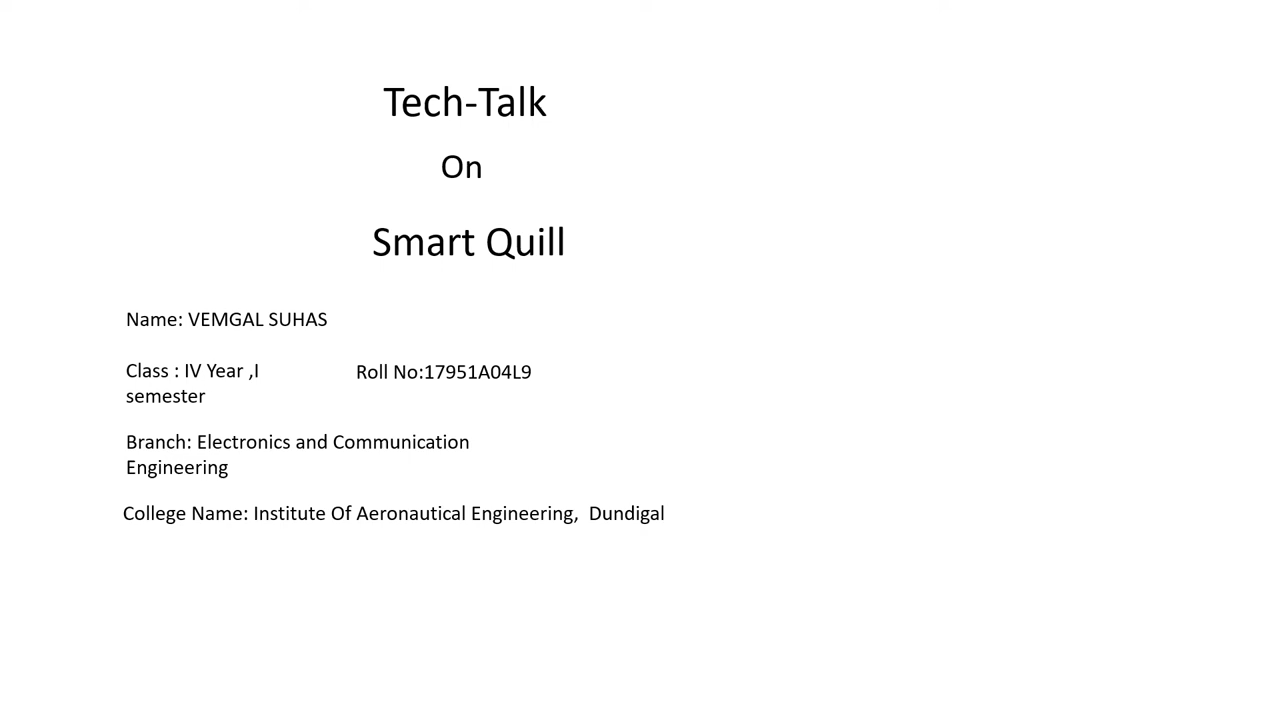 Tech-Talk
On
Smart Quill
Name: VEMGAL SUHAS
Class : IV Year ,I
semester
Roll No:17951A04L9
Branch: Electronics and Communication
Engineering
College Name: Institute Of Aeronautical Engineering,  Dundigal